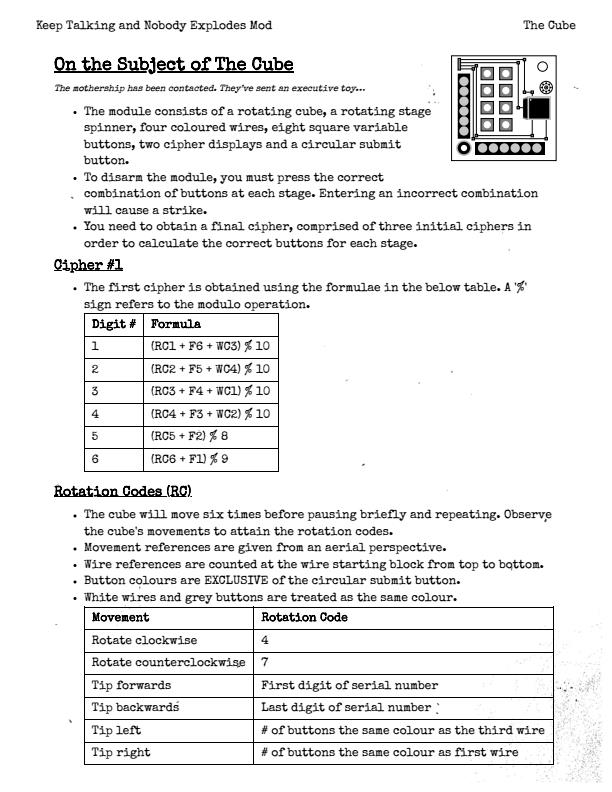 Keep Talking and Nobody Explodes Mod The Cube
On the Subject of The Cube
The mothership has been contacted. They've sent an executive toy...
• The module consists of a rotating cube, a rotating stage
spinner, four coloured wires, eight square variable
buttons, two cipher displays and a circular submit
button.
• To disarm the module, you must press the correct
combination of buttons at each stage. Entering an incorrect combination
will cause a strike.
• You need to obtain a final cipher, comprised of three initial ciphers in
order to calculate the correct buttons for each stage.
Cipher #1
• The first cipher is obtained using the formulae in the below table. A '%'
sign refers to the modulo operation.
Digit # Formula
1 (RC1 + F6 + WC3) % 10
2 (RC2 + F5 + WC4) % 10
3 (RC3 + F4 + WC1) % 10
4 (RC4 + F3 + WC2) % 10
5 (RC5 + F2) % 8
6 (RC6 + F1) % 9
Rotation Codes (RC)
• The cube will move six times before pausing briefly and repeating. Observe
the cube's movements to attain the rotation codes.
• Movement references are given from an aerial perspective.
• Wire references are counted at the wire starting block from top to bottom.
• Button colours are EXCLUSIVE of the circular submit button.
• White wires and grey buttons are treated as the same colour.
Movement Rotation Code
Rotate clockwise 4
Rotate counterclockwise 7
Tip forwards First digit of serial number
Tip backwards Last digit of serial number
Tip left # of buttons the same colour as the third wire
Tip right # of buttons the same colour as first wire